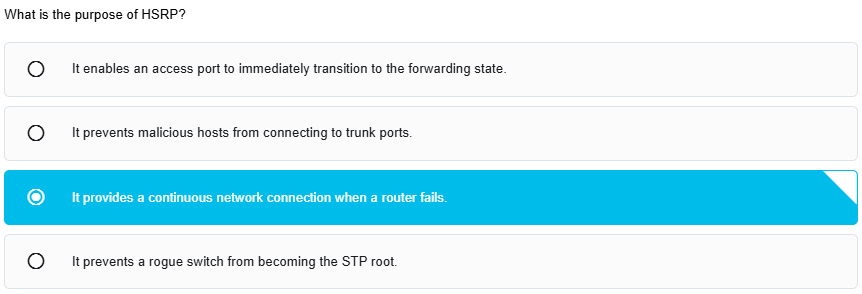 What is the purpose of HSRP?
It enables an access port to immediately transition to the forwarding state.
It prevents malicious hosts from connecting to trunk ports.
It provides a continuous network connection when a router fails.
It prevents a rogue switch from becoming the STP root.